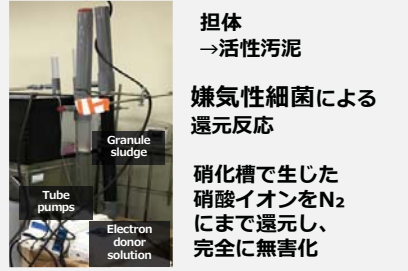 担体
→活性汚泥
嫌気性細菌による
還元反応
硝化槽で生じた
硝酸イオンをN₂
にまで還元し、
完全に無害化
Granule
sludge
Tube
pumps
Electron
donor
solution